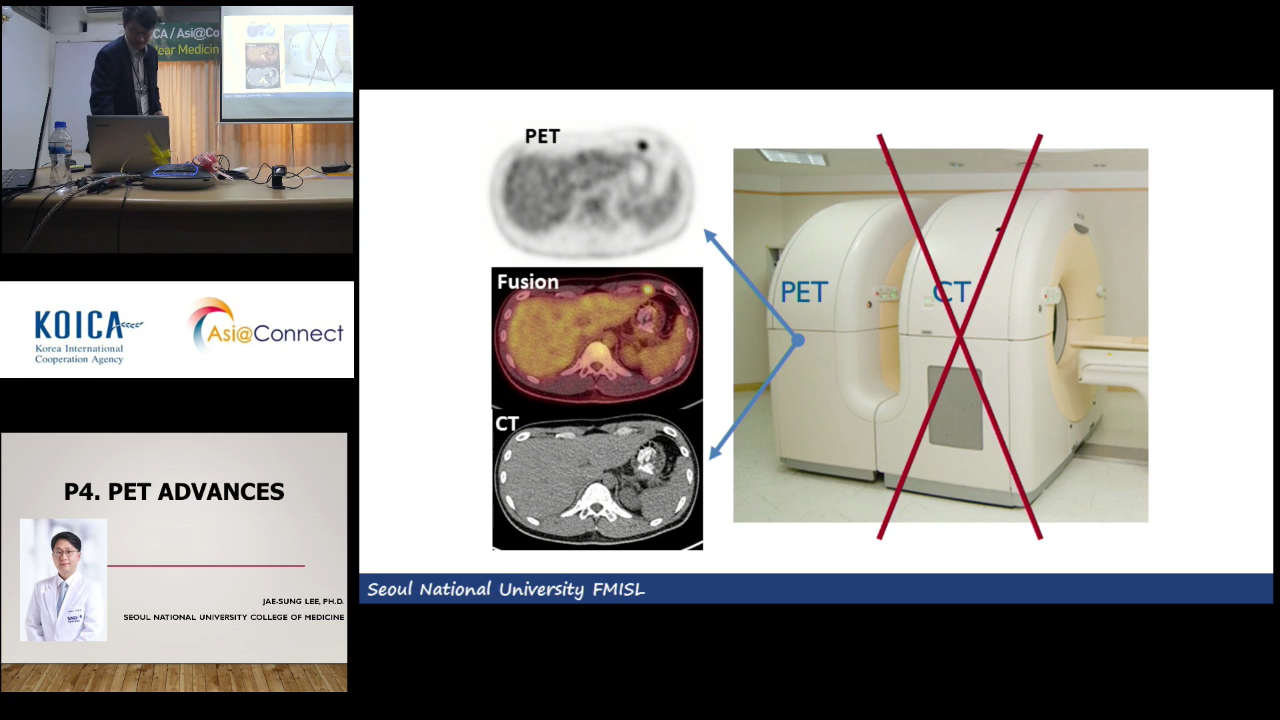 CA / Asi@Co
ear Medicin
KOICA
Korea International
Cooperation Agency
Asi@Connect
P4. PET ADVANCES
JAE-SUNG LEE, PH.D.
SEOUL NATIONAL UNIVERSITY COLLEGE OF MEDICINE
PET
Fusion
CT
PET
CT
Seoul National University FMISL